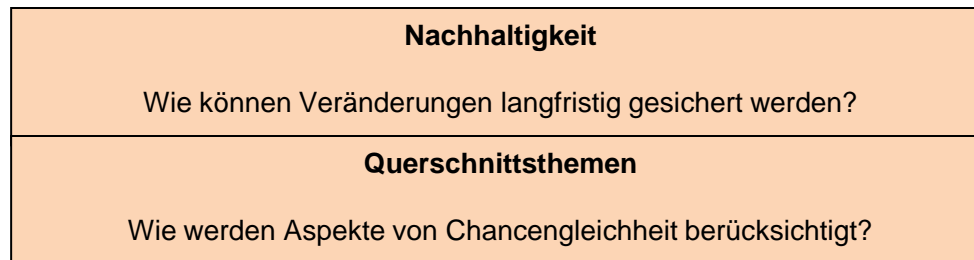 Nachhaltigkeit
Wie können Veränderungen langfristig gesichert werden?
Querschnittsthemen
Wie werden Aspekte von Chancengleichheit berücksichtigt?